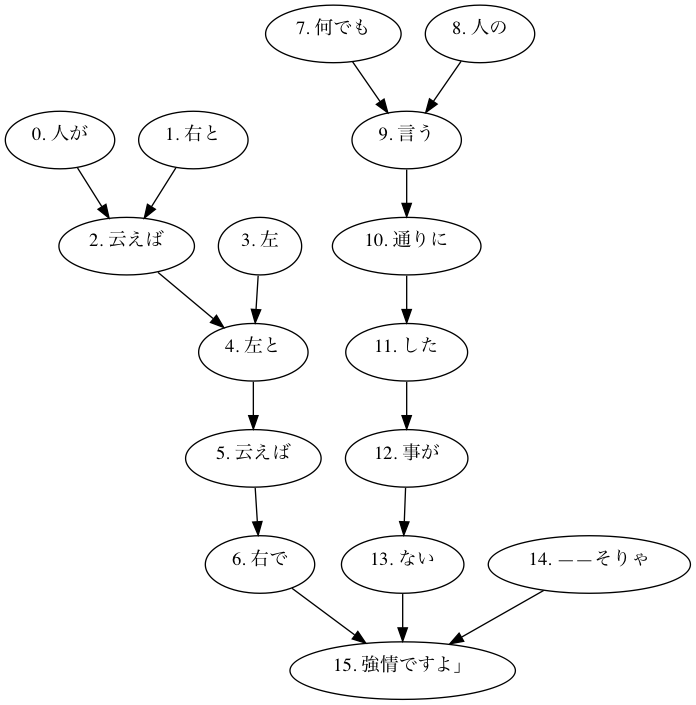 7. 何でも
8. 人の
0. 人が
1. 右と
9. 言う
2. 云えば
3. 左
10. 通りに
4. 左と
11. した
5. 云えば
12. 事が
6. 右で
13. ない
14. ――そりゃ
15. 強情ですよ」